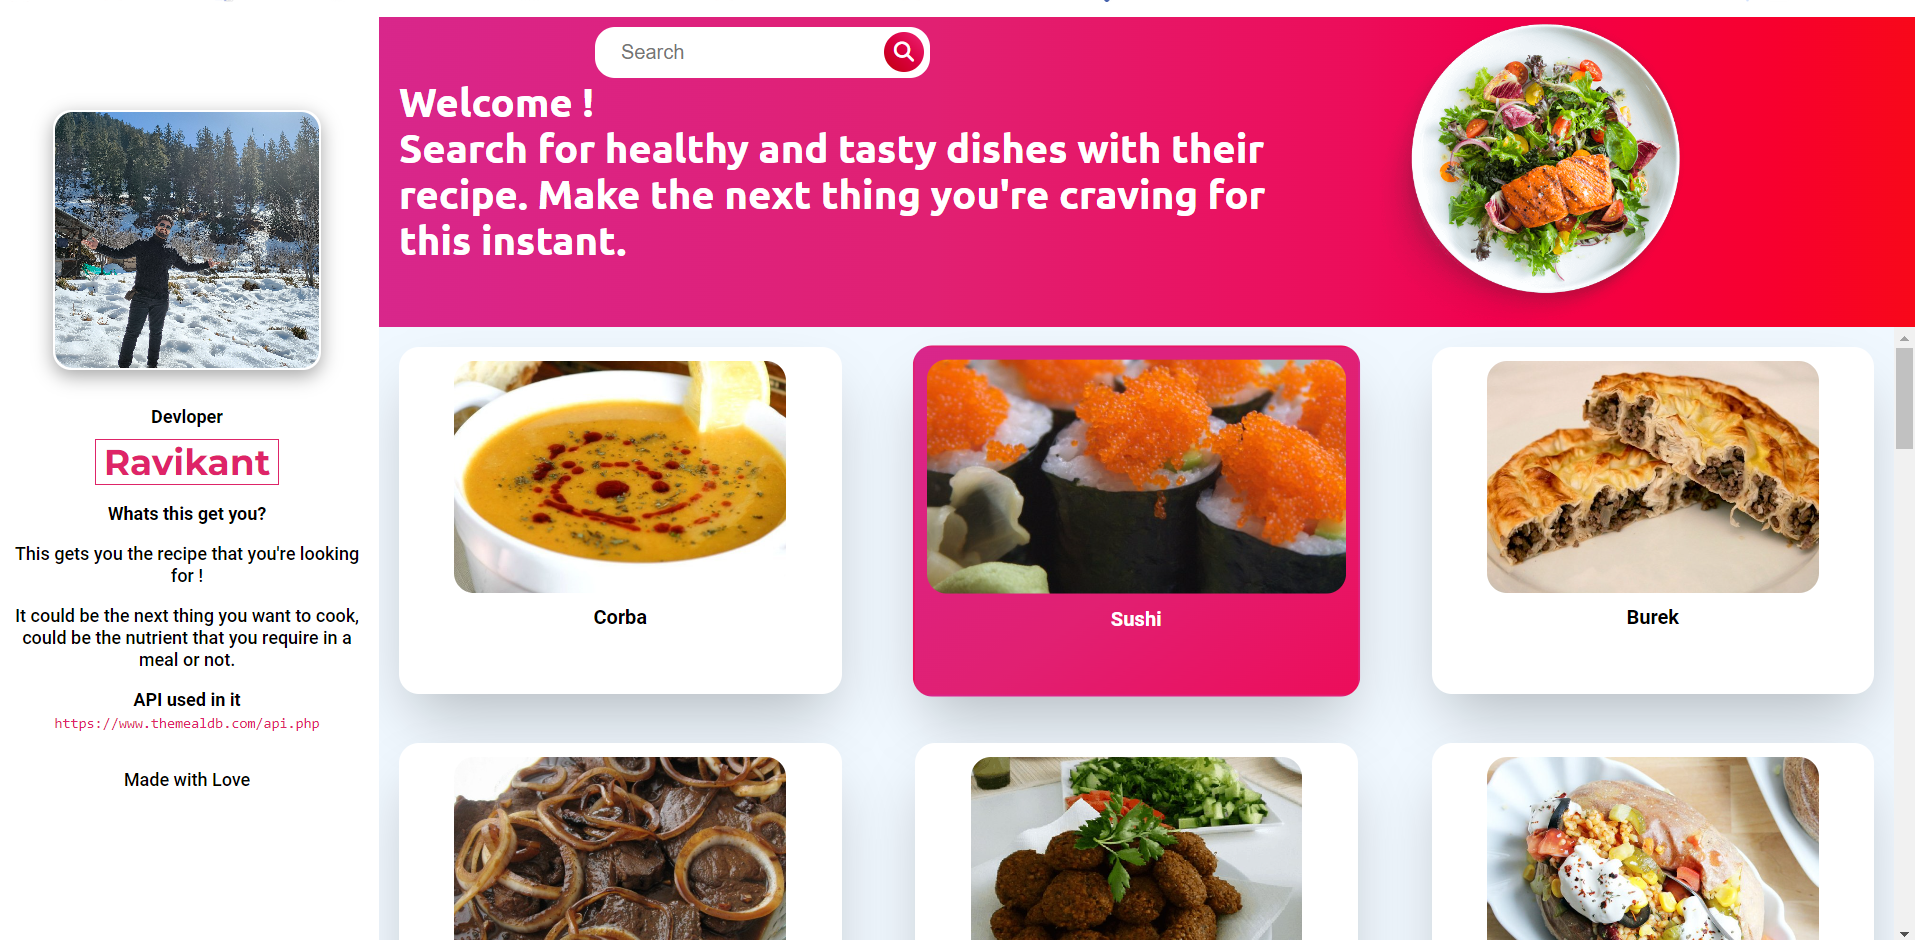 Devloper
Ravikant
Whats this get you?
This gets you the recipe that you're looking
for !
It could be the next thing you want to cook,
could be the nutrient that you require in a
meal or not.
API used in it
https://www.themealdb.com/api.php
Made with Love
Search
Welcome !
Search for healthy and tasty dishes with their
recipe. Make the next thing you're craving for
this instant.
Corba
Sushi
Burek